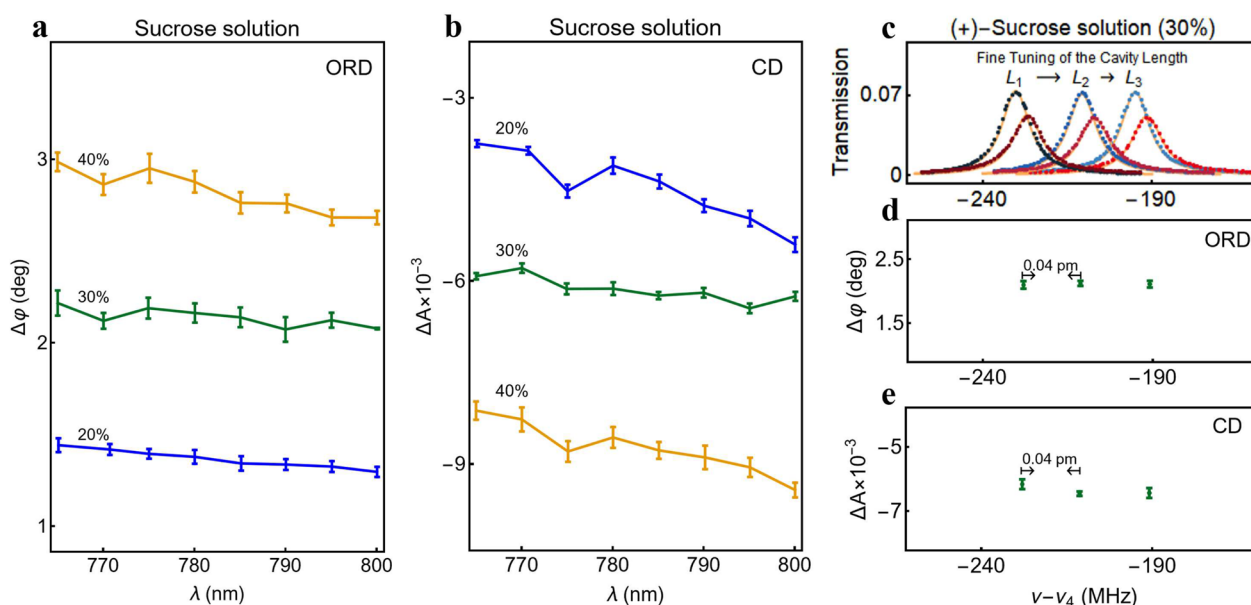 a
Sucrose solution
ORD
3
2
1
40%
30%
20%
Δφ (deg)
770
780
790
800
λ (nm)
b
Sucrose solution
CD
−3
−6
−9
20%
30%
40%
ΔA×10⁻³
770
780
790
800
λ (nm)
c
(+)−Sucrose solution (30%)
Fine Tuning of the Cavity Length
L₁ → L₂ → L₃
0.07
0
Transmission
−240
−190
d
ORD
2.5
1.5
0.04 pm
Δφ (deg)
−240
−190
e
CD
−5
−7
0.04 pm
ΔA×10⁻³
−240
−190
ν−ν₄ (MHz)